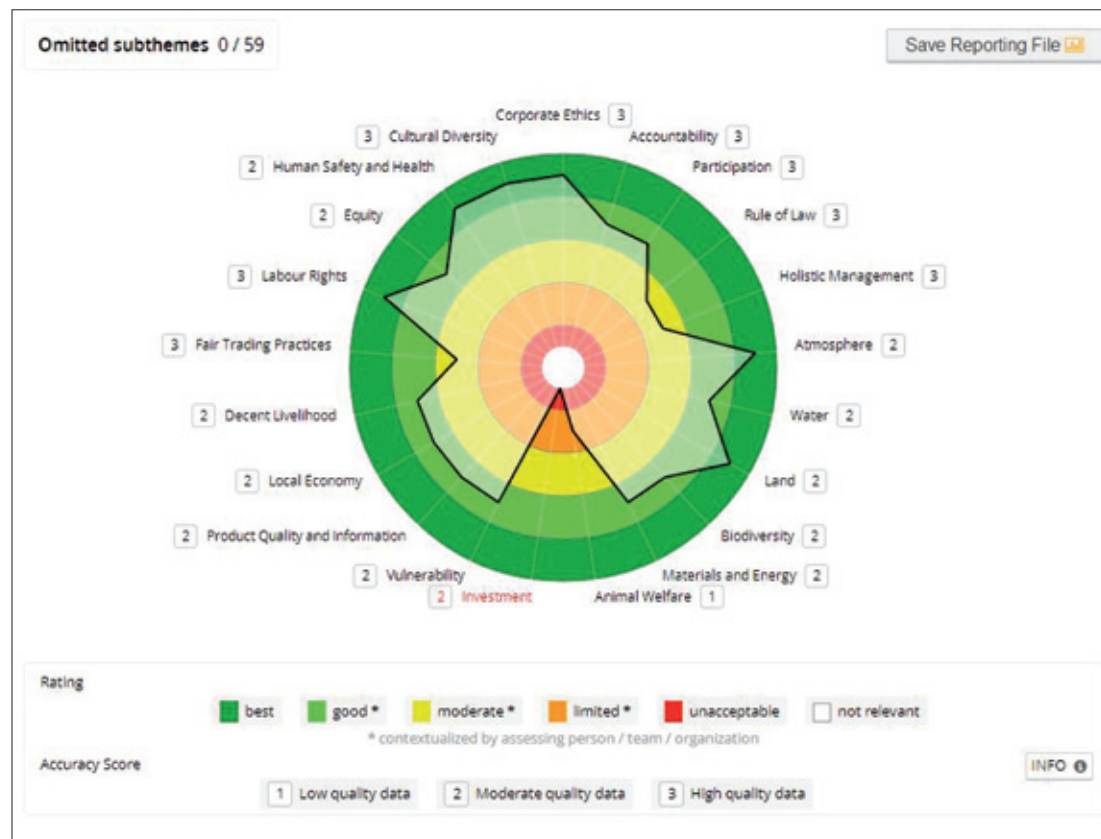 Omitted subthemes 0 / 59
Save Reporting File
Corporate Ethics 3
3 Cultural Diversity
Accountability 3
2 Human Safety and Health
Participation 3
2 Equity
Rule of Law 3
3 Labour Rights
Holistic Management 3
3 Fair Trading Practices
Atmosphere 2
2 Decent Livelihood
Water 2
2 Local Economy
Land 2
2 Product Quality and Information
Biodiversity 2
2 Vulnerability
Materials and Energy 2
2 Investment
Animal Welfare 1
Rating
best good * moderate * limited * unacceptable not relevant
* contextualized by assessing person / team / organization
Accuracy Score
INFO
1 Low quality data 2 Moderate quality data 3 High quality data